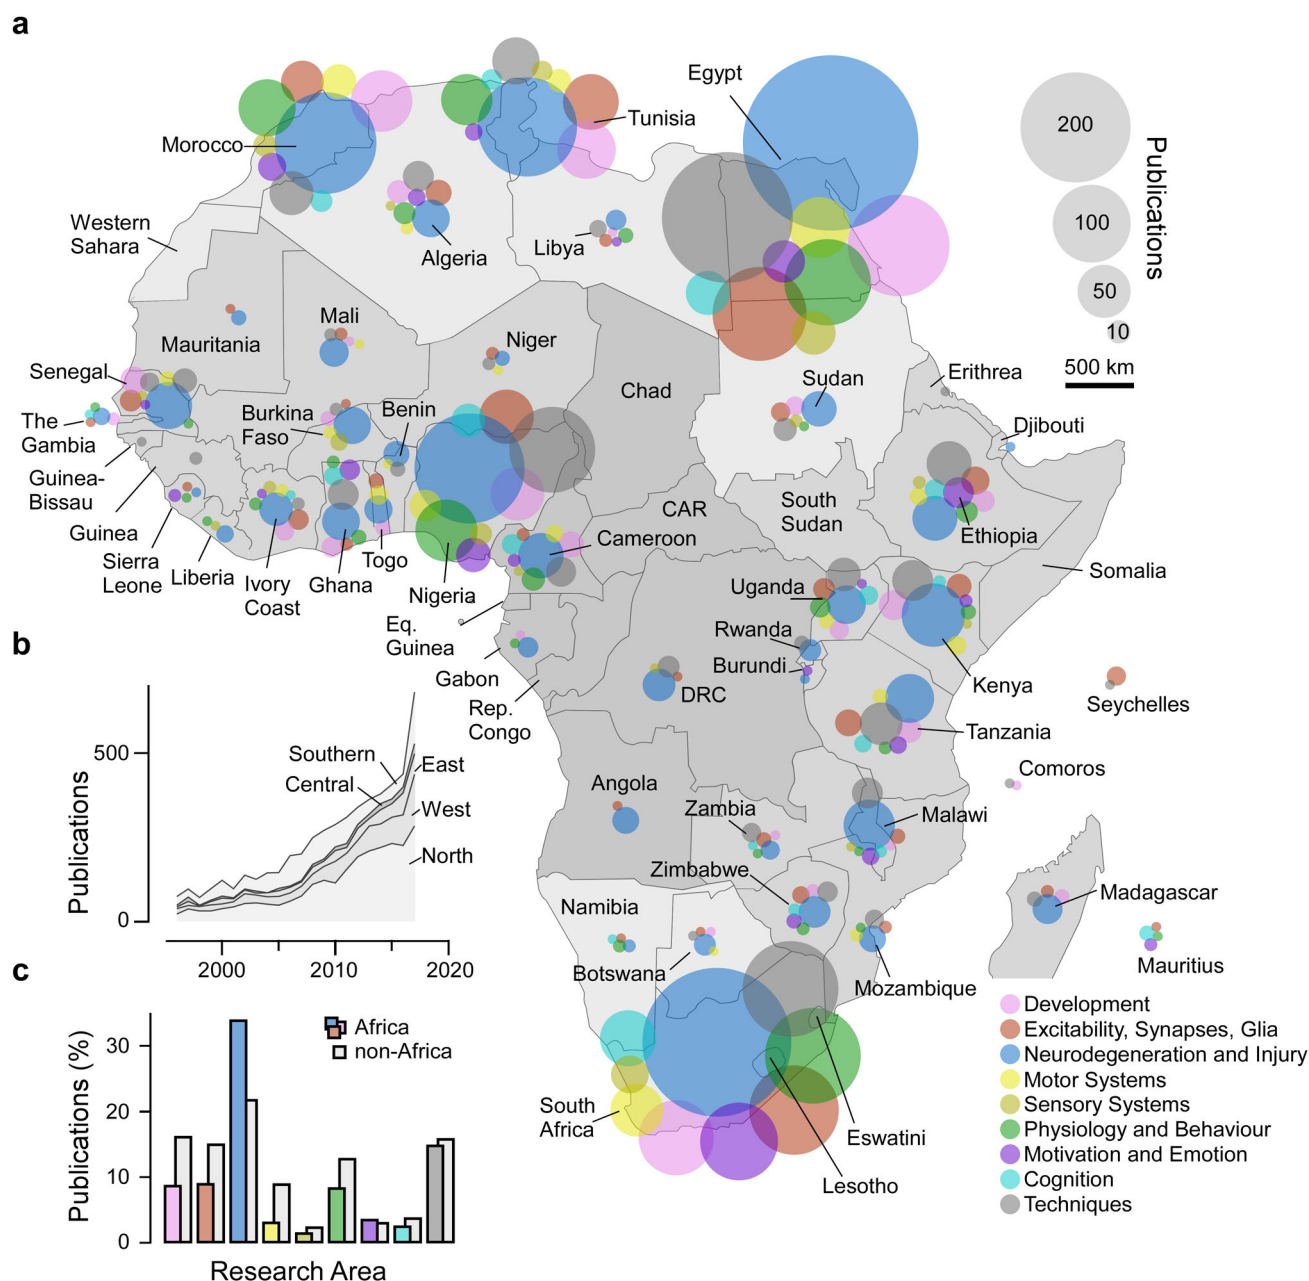 a
Egypt
Tunisia
Morocco
200
100
50
10
Publications
500 km
Western
Sahara
Algeria
Libya
Mauritania
Mali
Niger
Chad
Sudan
Erithrea
Senegal
The
Gambia
Burkina
Faso
Benin
Djibouti
Guinea-
Bissau
Guinea
Sierra
Leone
Liberia
Ivory
Coast
Ghana
Togo
Nigeria
Cameroon
CAR
South
Sudan
Ethiopia
Somalia
Eq.
Guinea
Gabon
Rep.
Congo
DRC
Uganda
Rwanda
Burundi
Kenya
Tanzania
Seychelles
Comoros
Angola
Zambia
Malawi
Zimbabwe
Madagascar
Mauritius
Namibia
Botswana
Mozambique
South
Africa
Eswatini
Lesotho
Development
Excitability, Synapses, Glia
Neurodegeneration and Injury
Motor Systems
Sensory Systems
Physiology and Behaviour
Motivation and Emotion
Cognition
Techniques
b
Publications
500
0
Southern
Central
East
West
North
2000
2010
2020
c
Publications (%)
30
20
10
0
Africa
non-Africa
Research Area